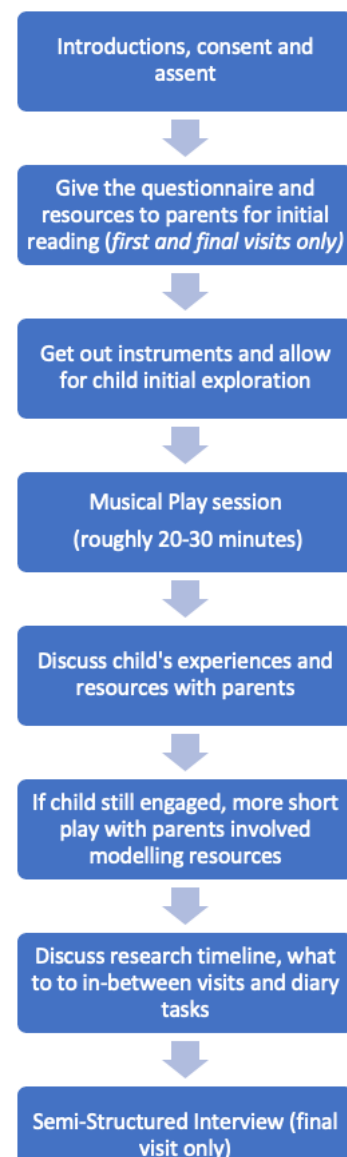 Introductions, consent and
assent
Give the questionnaire and
resources to parents for initial
reading (first and final visits only)
Get out instruments and allow
for child initial exploration
Musical Play session
(roughly 20-30 minutes)
Discuss child's experiences and
resources with parents
If child still engaged, more short
play with parents involved
modelling resources
Discuss research timeline, what
to to in-between visits and diary
tasks
Semi-Structured Interview (final
visit only)